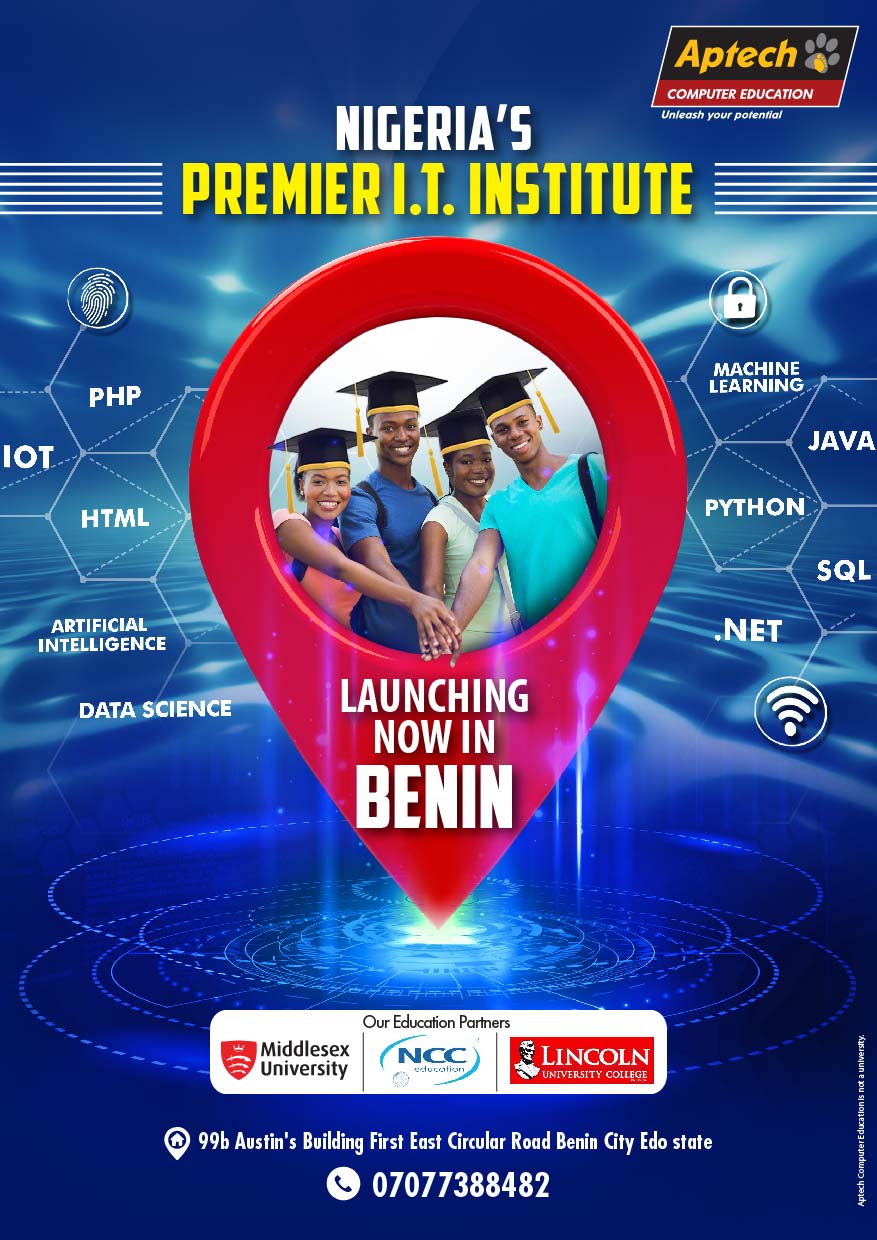 Aptech
COMPUTER EDUCATION
Unleash your potential
NIGERIA'S
PREMIER I.T. INSTITUTE
PHP
IOT
HTML
ARTIFICIAL
INTELLIGENCE
DATA SCIENCE
MACHINE
LEARNING
JAVA
PYTHON
SQL
.NET
LAUNCHING
NOW IN
BENIN
Our Education Partners
Middlesex
University
NCC
education
LINCOLN
UNIVERSITY COLLEGE
99b Austin's Building First East Circular Road Benin City Edo state
07077388482
Aptech Computer Education is not a university.